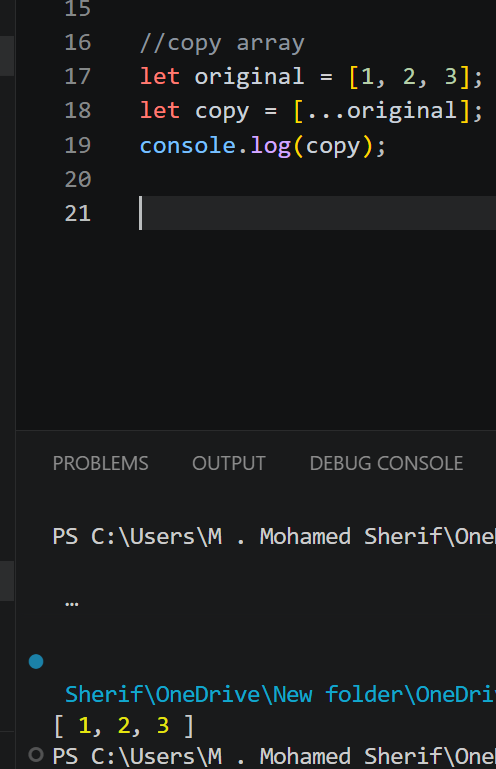 15
16 //copy array
17 let original = [1, 2, 3];
18 let copy = [...original];
19 console.log(copy);
20
21
PROBLEMS OUTPUT DEBUG CONSOLE
PS C:\Users\M . Mohamed Sherif\One
…
Sherif\OneDrive\New folder\OneDri
[ 1, 2, 3 ]
PS C:\Users\M . Mohamed Sherif\One